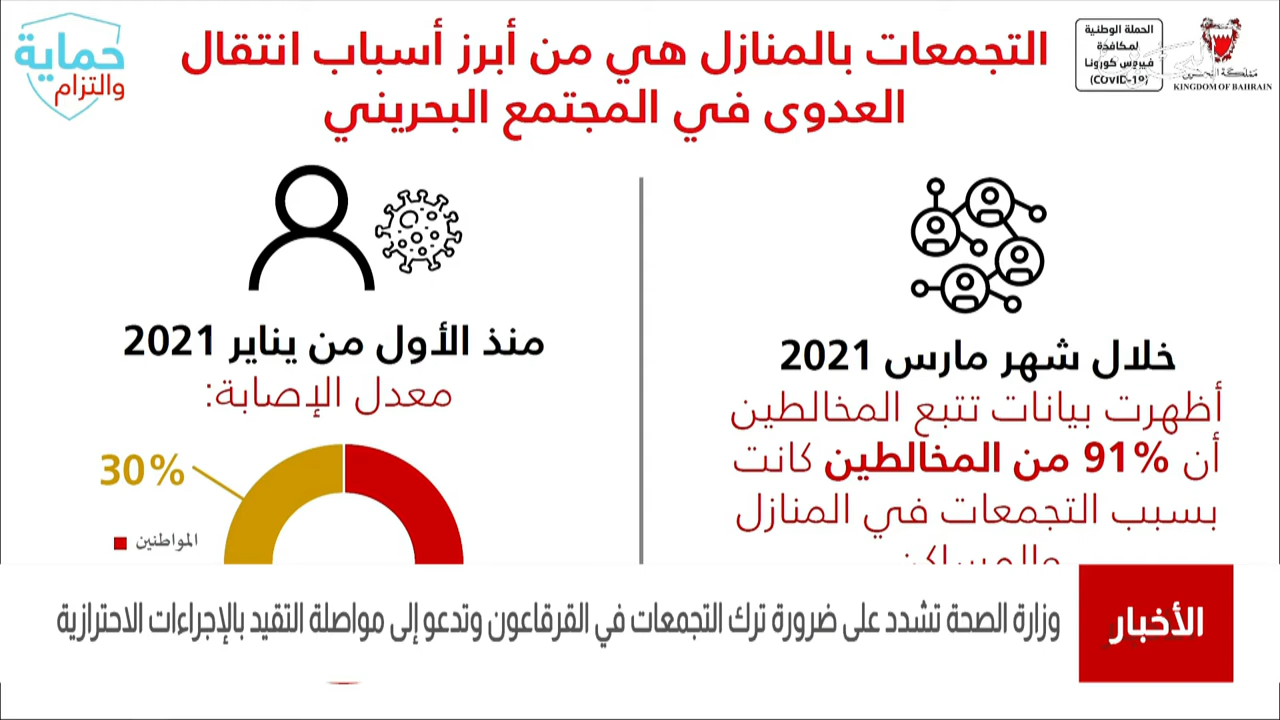 حماية
والتزام
التجمعات بالمنازل هي من أبرز أسباب انتقال
العدوى في المجتمع البحريني
الحملة الوطنية
لمكافحة
فيروس كورونا
(COVID-19)
مملكة البحرين
KINGDOM OF BAHRAIN
خلال شهر مارس 2021
أظهرت بيانات تتبع المخالطين
أن 91% من المخالطين كانت
بسبب التجمعات في المنازل
والمساكن
منذ الأول من يناير 2021
معدل الإصابة:
30%
المواطنين
الأخبار
وزارة الصحة تشدد على ضرورة ترك التجمعات في القرقاعون وتدعو إلى مواصلة التقيد بالإجراءات الاحترازية